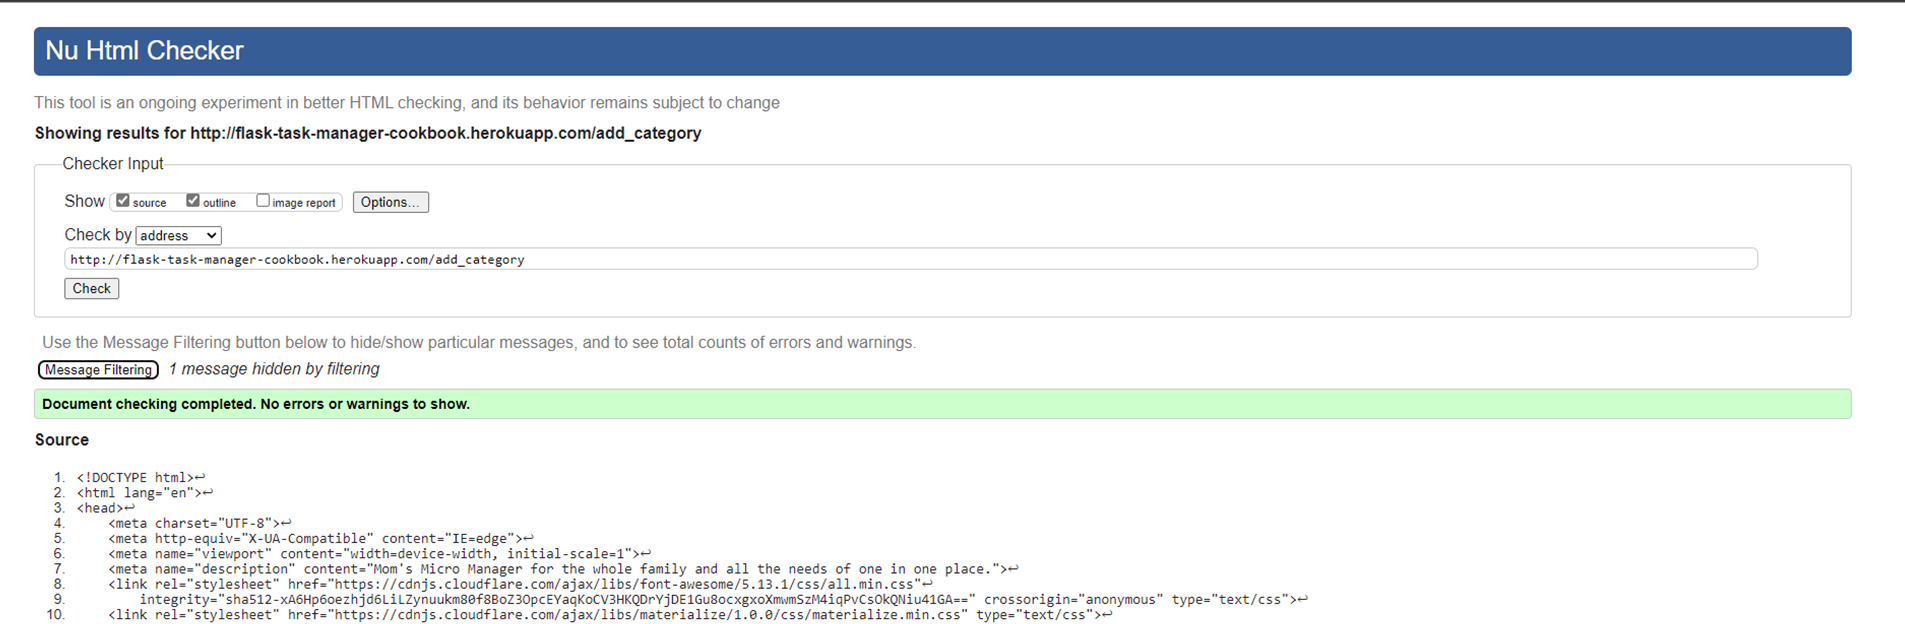 Nu Html Checker
This tool is an ongoing experiment in better HTML checking, and its behavior remains subject to change
Showing results for http://flask-task-manager-cookbook.herokuapp.com/add_category
Checker Input
Show source outline image report Options...
Check by address
http://flask-task-manager-cookbook.herokuapp.com/add_category
Check
Use the Message Filtering button below to hide/show particular messages, and to see total counts of errors and warnings.
Message Filtering 1 message hidden by filtering
Document checking completed. No errors or warnings to show.
Source
1. <!DOCTYPE html>↩
2. <html lang="en">↩
3. <head>↩
4. <meta charset="UTF-8">↩
5. <meta http-equiv="X-UA-Compatible" content="IE=edge">↩
6. <meta name="viewport" content="width=device-width, initial-scale=1">↩
7. <meta name="description" content="Mom's Micro Manager for the whole family and all the needs of one in one place.">↩
8. <link rel="stylesheet" href="https://cdnjs.cloudflare.com/ajax/libs/font-awesome/5.13.1/css/all.min.css"↩
9. integrity="sha512-xA6Hp6oezhjd6LiLZynuukm80f8BoZ3OpcEYaqKoCV3HKQDrYjDE1Gu8ocxgxoXmwmSzM4iqPvCsOkQNiu41GA==" crossorigin="anonymous" type="text/css">↩
10. <link rel="stylesheet" href="https://cdnjs.cloudflare.com/ajax/libs/materialize/1.0.0/css/materialize.min.css" type="text/css">↩